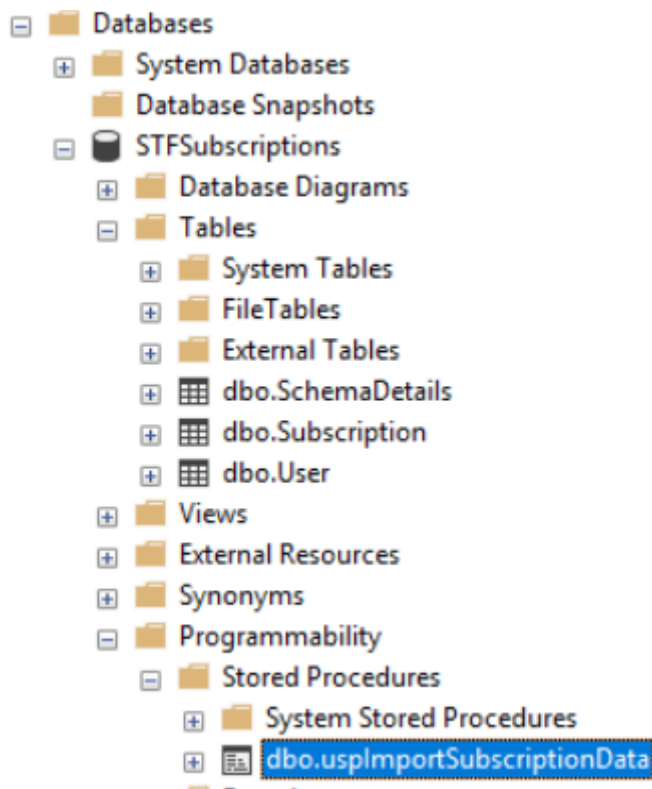 Databases
System Databases
Database Snapshots
STFSubscriptions
Database Diagrams
Tables
System Tables
FileTables
External Tables
dbo.SchemaDetails
dbo.Subscription
dbo.User
Views
External Resources
Synonyms
Programmability
Stored Procedures
System Stored Procedures
dbo.uspImportSubscriptionData